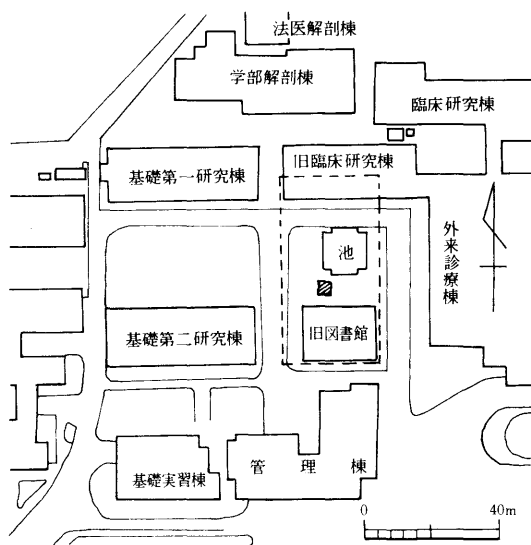 法医解剖棟
学部解剖棟
臨床研究棟
旧臨床研究棟
基礎第一研究棟
外来診療棟
池
旧図書館
基礎第二研究棟
管理棟
基礎実習棟
0 40m